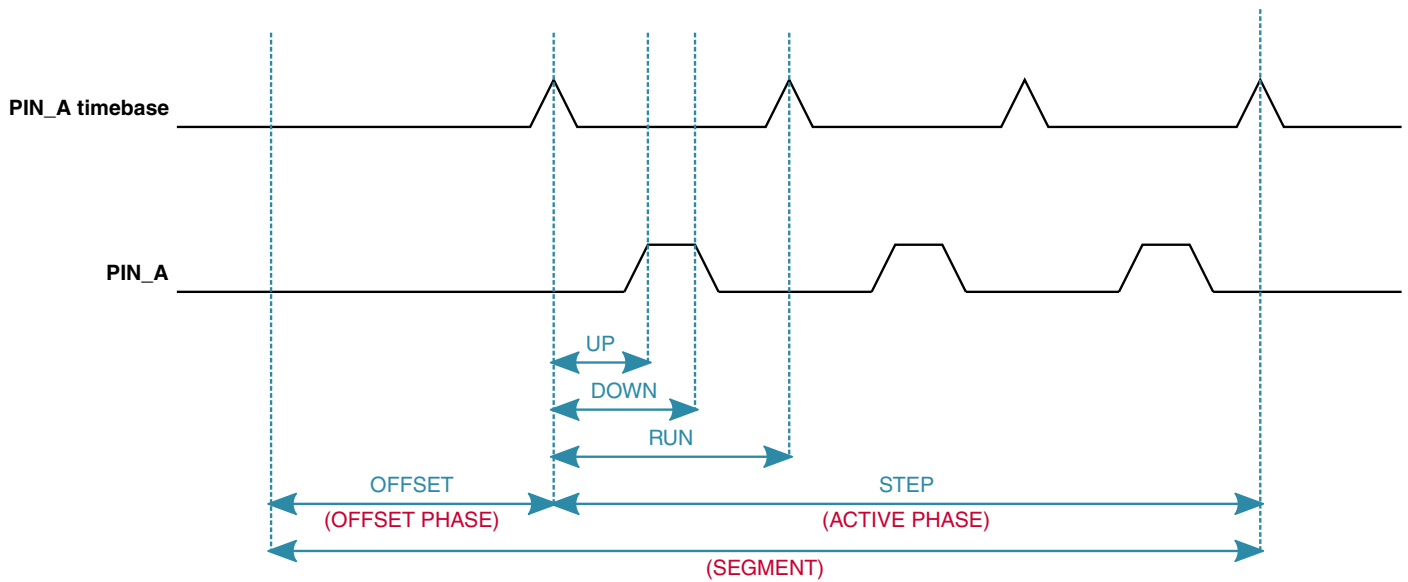 PIN_A timebase
PIN_A
UP
DOWN
RUN
OFFSET
STEP
(OFFSET PHASE)
(ACTIVE PHASE)
(SEGMENT)